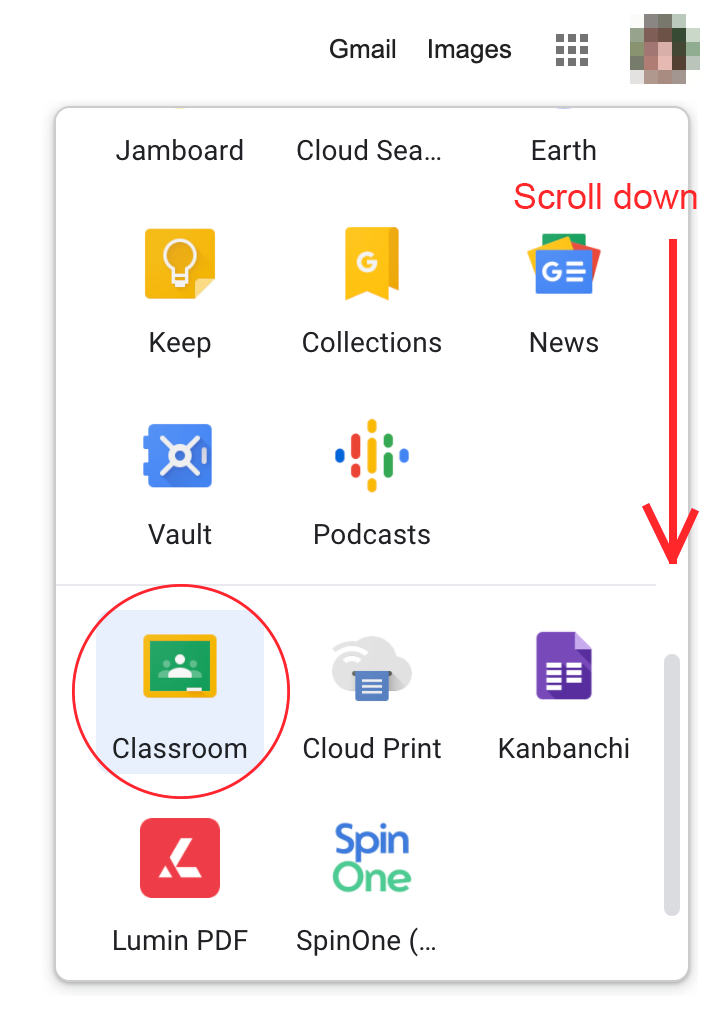 Gmail Images
Jamboard Cloud Sea... Earth
Scroll down
G G
Keep Collections News
Vault Podcasts
Classroom Cloud Print Kanbanchi
Spin
One
Lumin PDF SpinOne (...